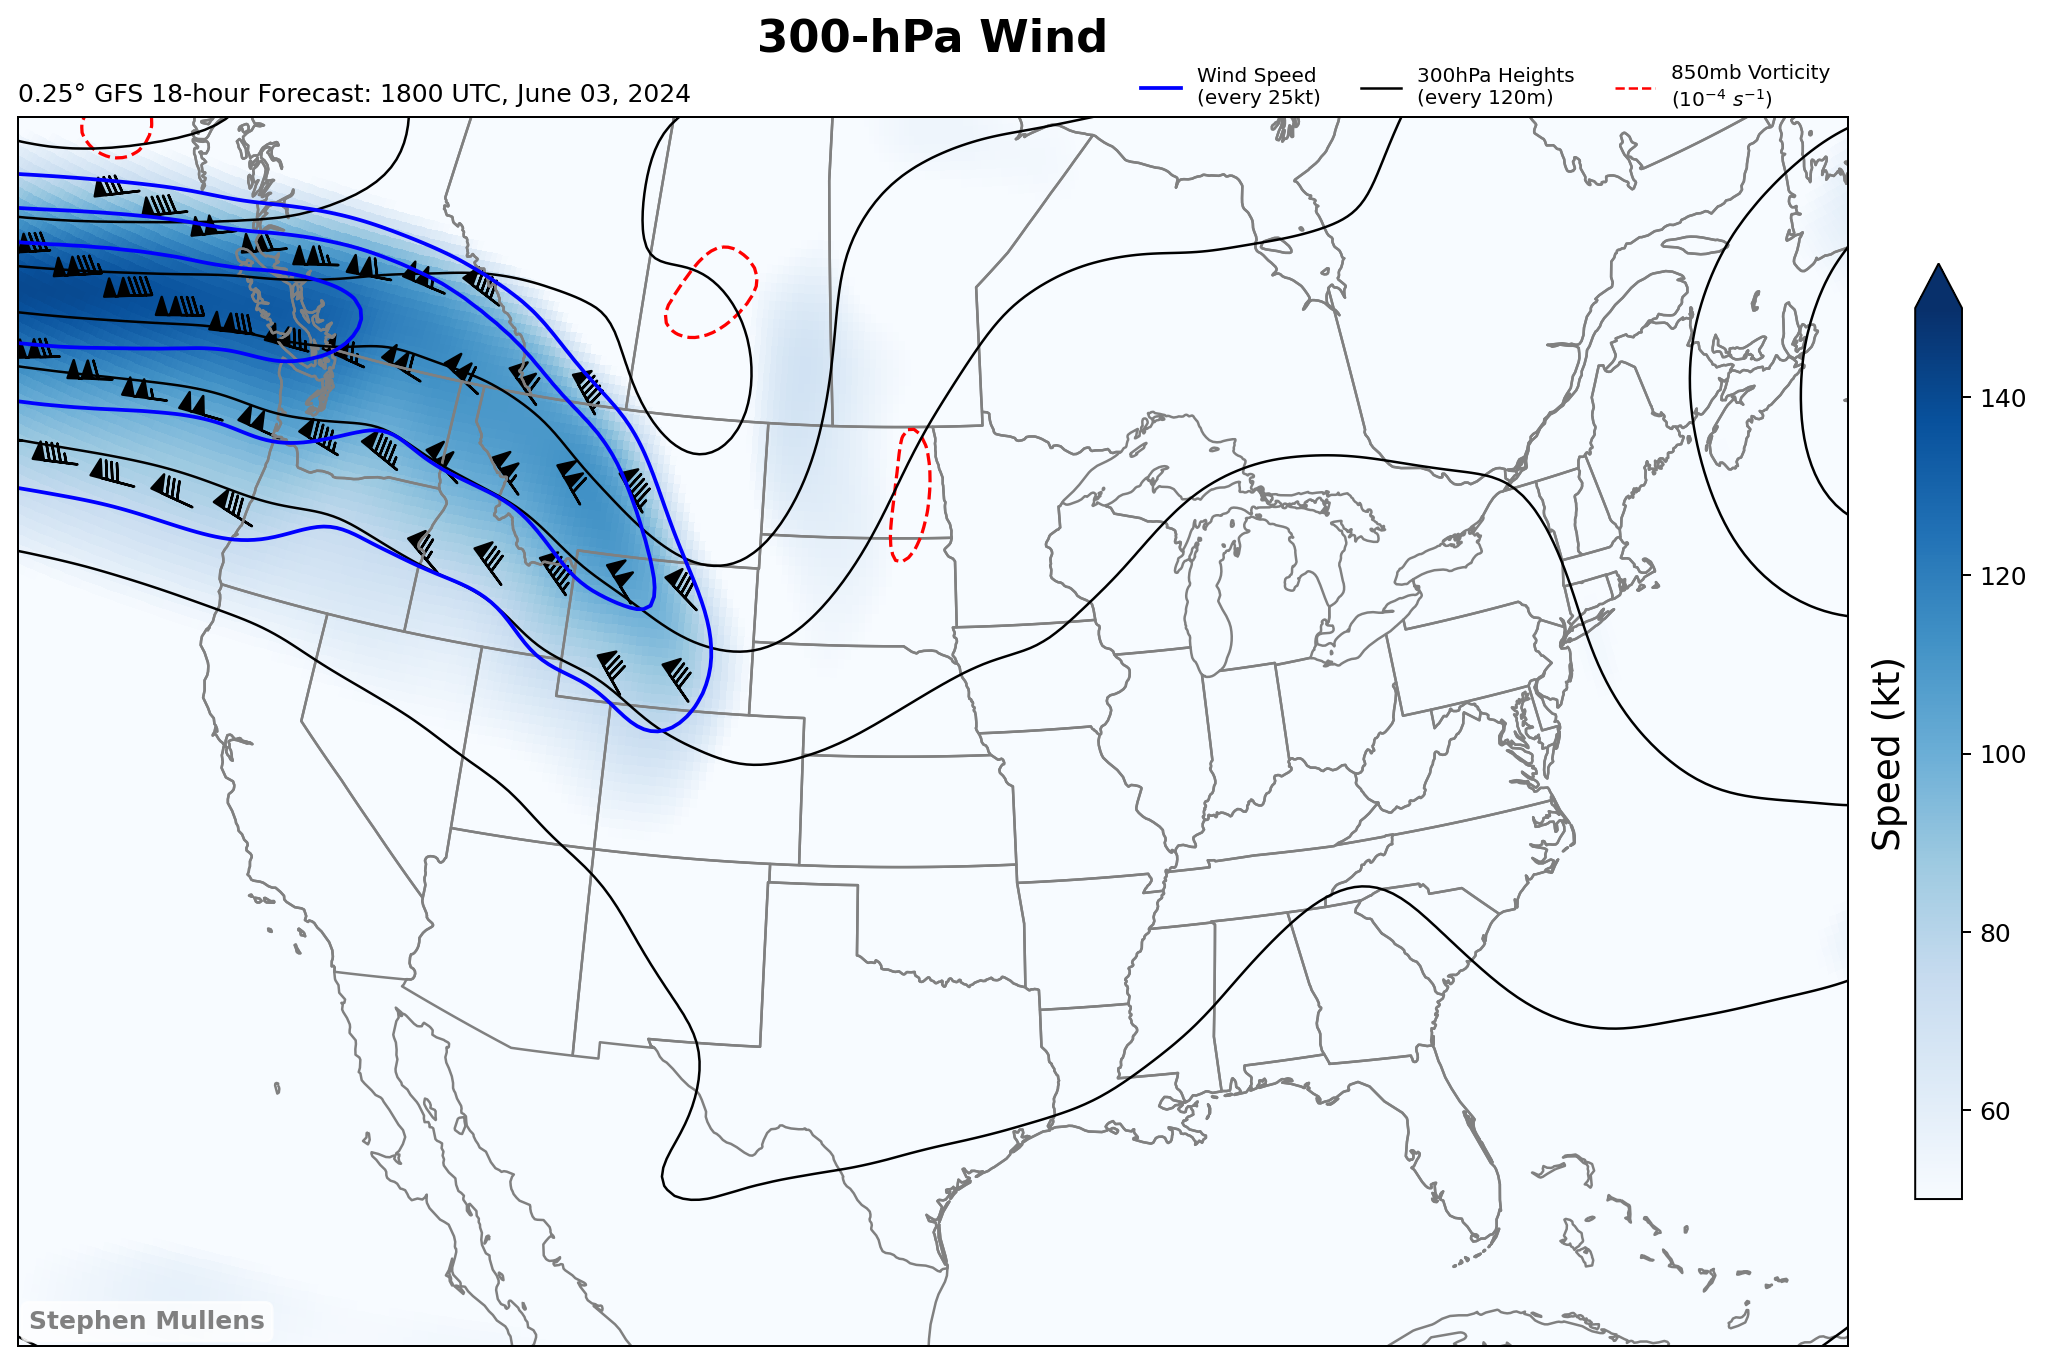 300-hPa Wind
0.25° GFS 18-hour Forecast: 1800 UTC, June 03, 2024
Wind Speed
(every 25kt)
300hPa Heights
(every 120m)
850mb Vorticity
(10⁻⁴ s⁻¹)
140
120
100
80
60
Speed (kt)
Stephen Mullens